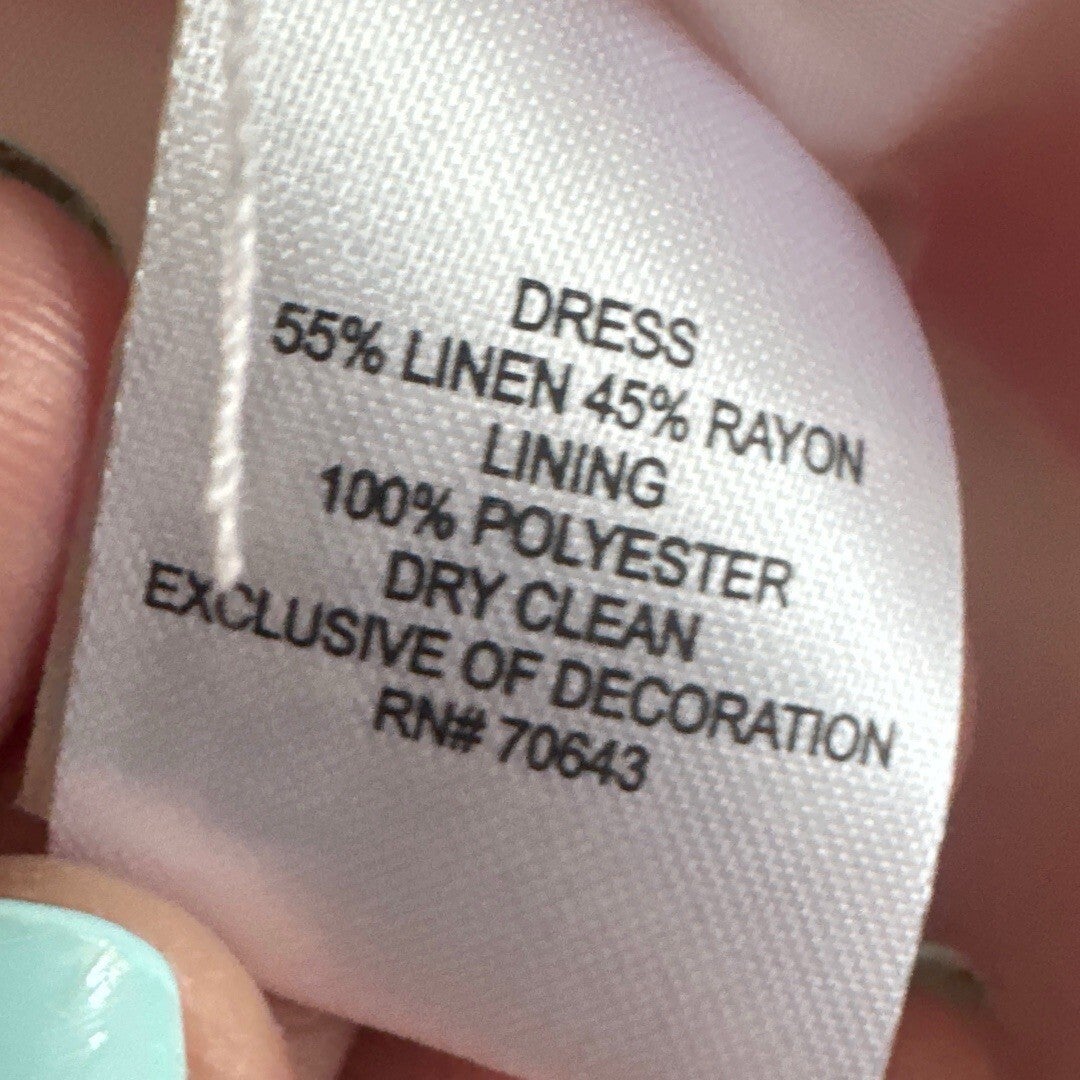 DRESS
55% LINEN 45% RAYON
LINING
100% POLYESTER
DRY CLEAN
EXCLUSIVE OF DECORATION
RN# 70643